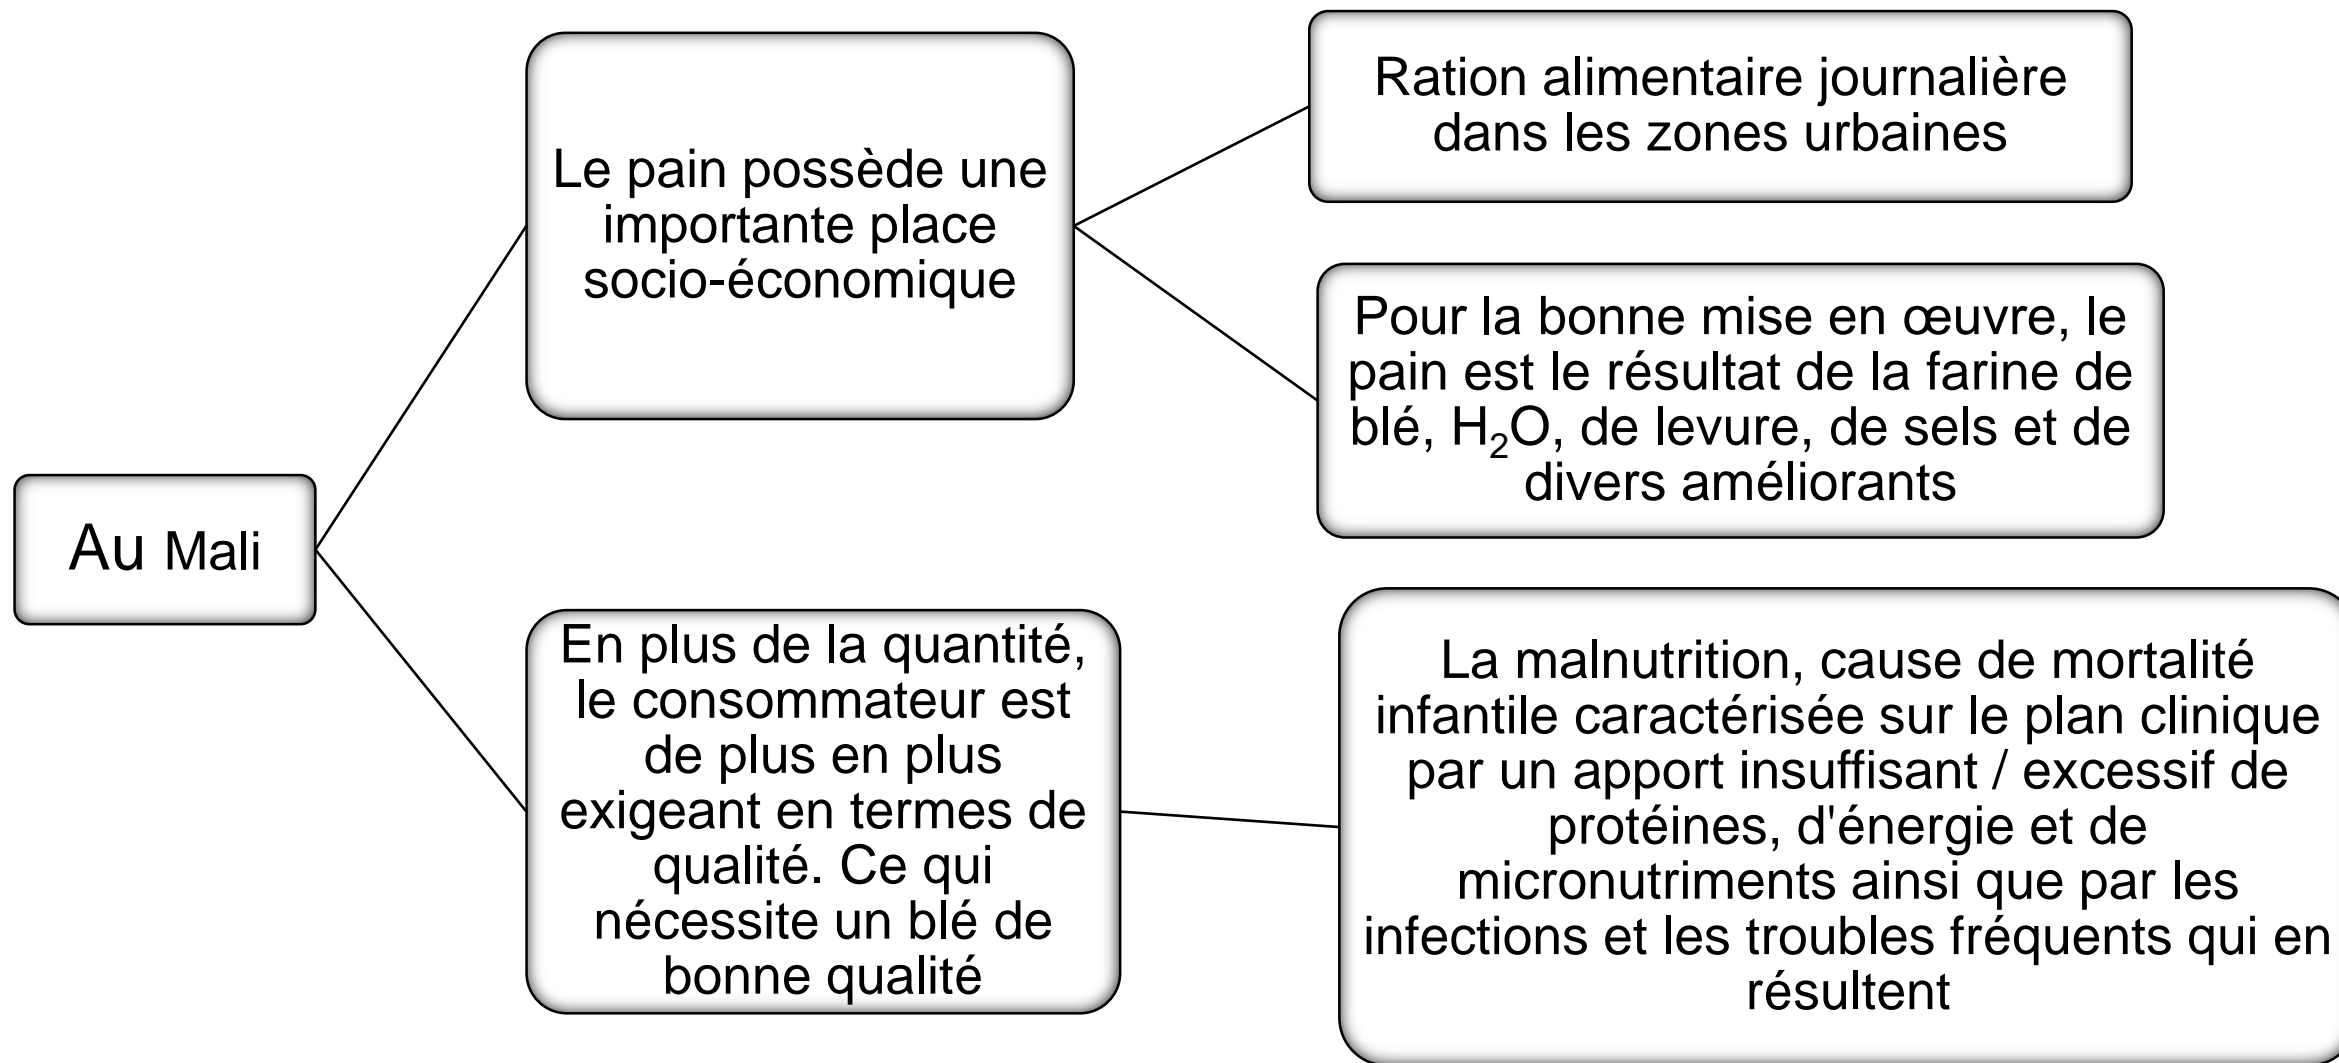 Au Mali
Le pain possède une
importante place
socio-économique
Ration alimentaire journalière
dans les zones urbaines
Pour la bonne mise en œuvre, le
pain est le résultat de la farine de
blé, H₂O, de levure, de sels et de
divers améliorants
En plus de la quantité,
le consommateur est
de plus en plus
exigeant en termes de
qualité. Ce qui
nécessite un blé de
bonne qualité
La malnutrition, cause de mortalité
infantile caractérisée sur le plan clinique
par un apport insuffisant / excessif de
protéines, d'énergie et de
micronutriments ainsi que par les
infections et les troubles fréquents qui en
résultent